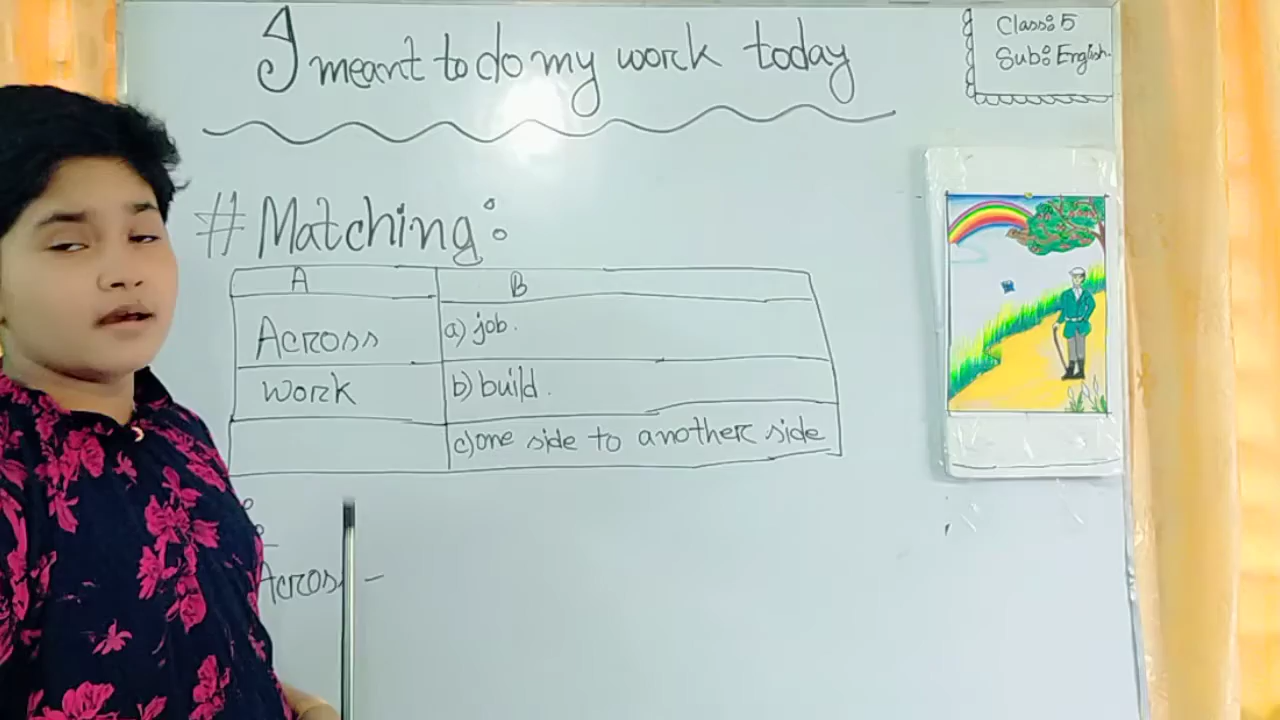 I meant to do my work today
Class: 5
Sub: English.
# Matching:
A
B
Across
a) job.
work
b) build.
c) one side to another side
Across -